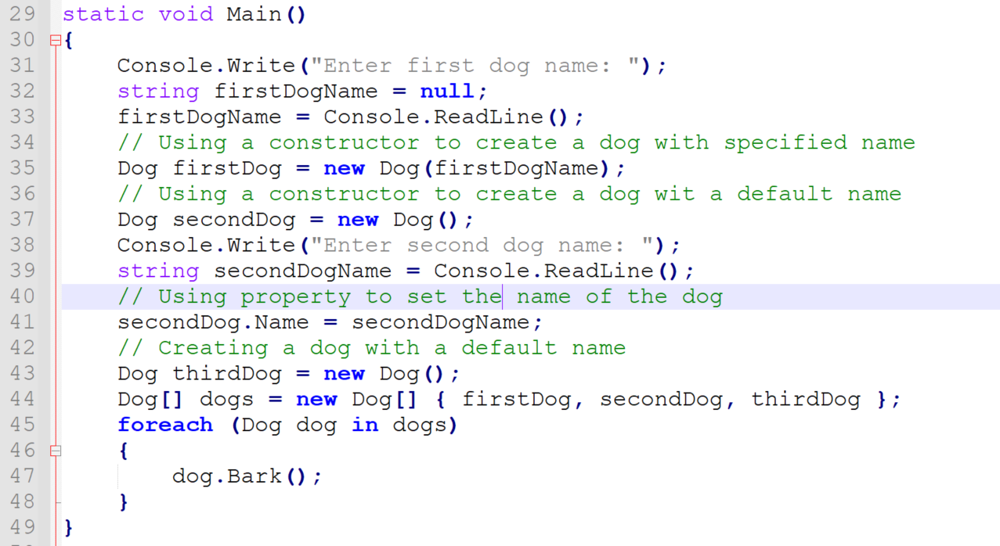 29 static void Main()
30 {
31 Console.Write("Enter first dog name: ");
32 string firstDogName = null;
33 firstDogName = Console.ReadLine();
34 // Using a constructor to create a dog with specified name
35 Dog firstDog = new Dog(firstDogName);
36 // Using a constructor to create a dog wit a default name
37 Dog secondDog = new Dog();
38 Console.Write("Enter second dog name: ");
39 string secondDogName = Console.ReadLine();
40 // Using property to set the name of the dog
41 secondDog.Name = secondDogName;
42 // Creating a dog with a default name
43 Dog thirdDog = new Dog();
44 Dog[] dogs = new Dog[] { firstDog, secondDog, thirdDog };
45 foreach (Dog dog in dogs)
46 {
47 dog.Bark();
48 }
49 }